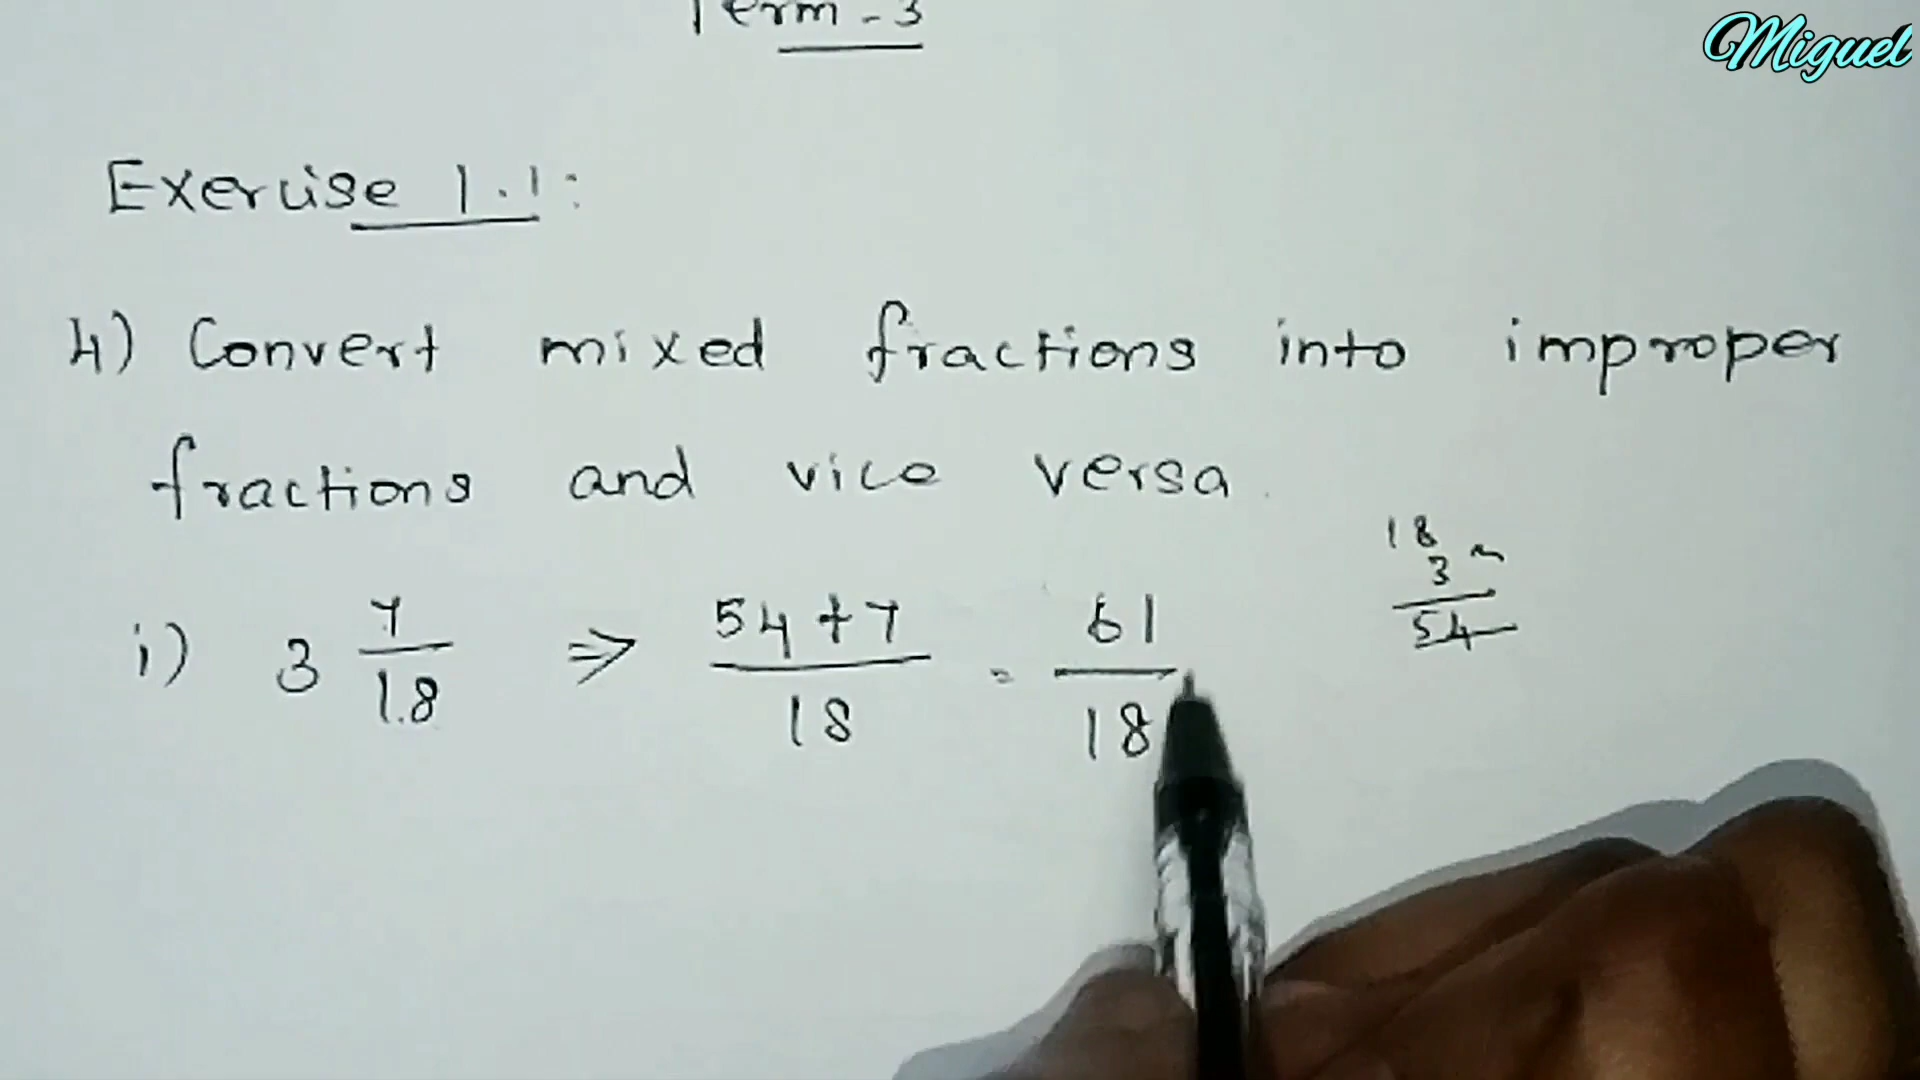 Term - 3
Miguel
Exercise 1.1:
4) Convert mixed fractions into improper
fractions and vice versa.
i) 3 7/18 ⇒ 54+7/18 = 61/18
18
3
54